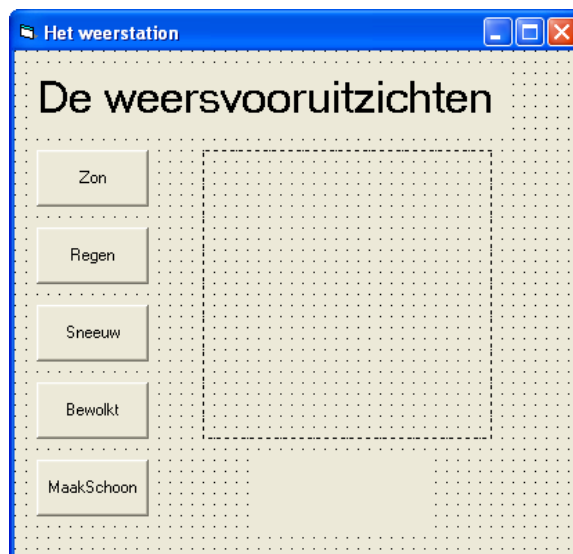 Het weerstation
De weersvooruitzichten
Zon
Regen
Sneeuw
Bewolkt
MaakSchoon